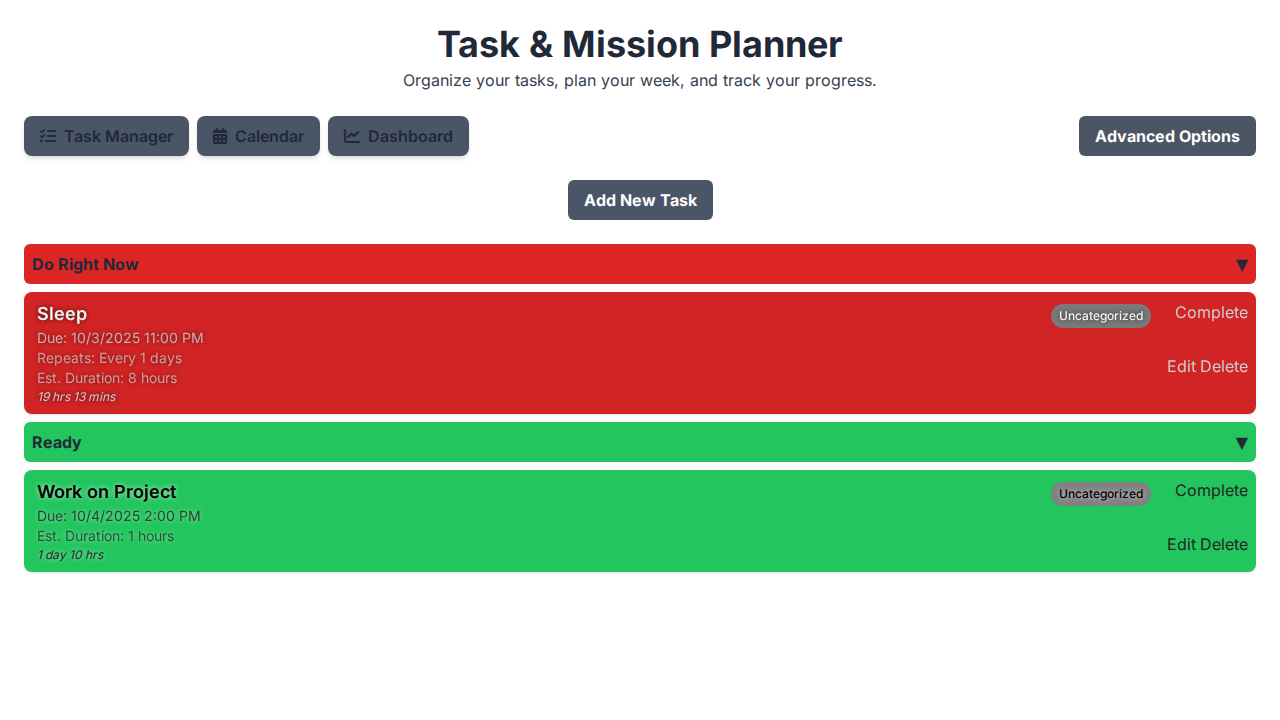 Task & Mission Planner
Organize your tasks, plan your week, and track your progress.
Task Manager
Calendar
Dashboard
Advanced Options
Add New Task
Do Right Now ▼
Sleep
Uncategorized
Complete
Due: 10/3/2025 11:00 PM
Repeats: Every 1 days
Edit Delete
Est. Duration: 8 hours
19 hrs 13 mins
Ready ▼
Work on Project
Uncategorized
Complete
Due: 10/4/2025 2:00 PM
Est. Duration: 1 hours
Edit Delete
1 day 10 hrs